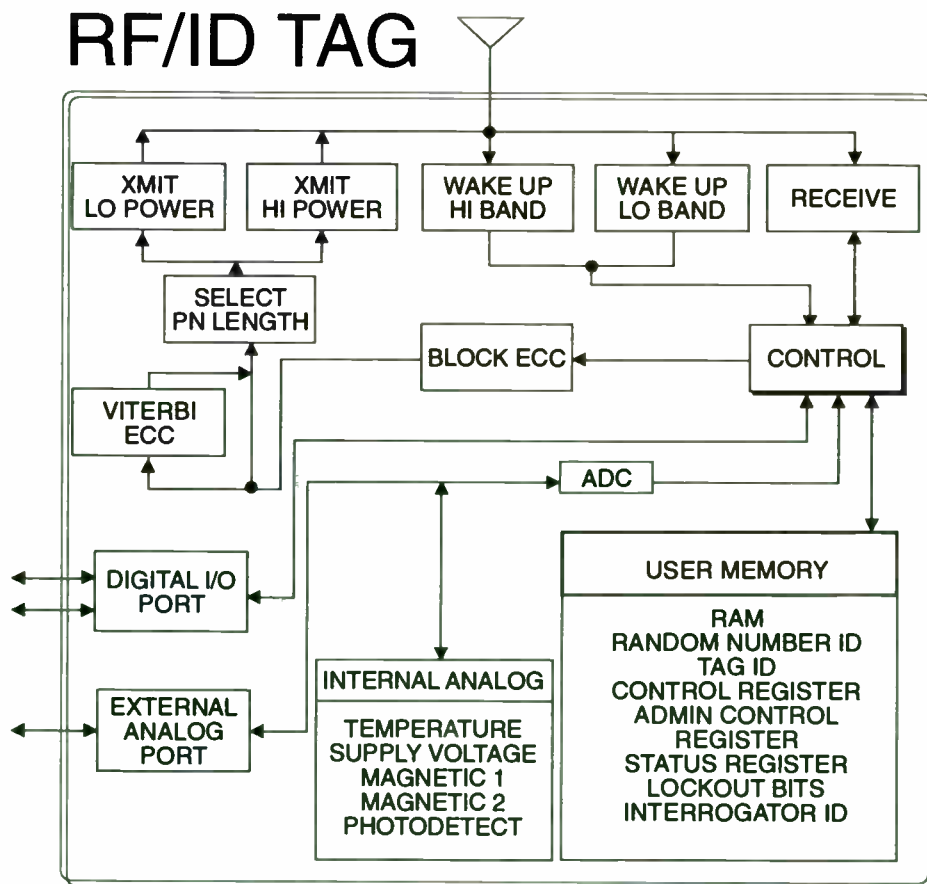 RF/ID TAG
XMIT
LO POWER
XMIT
HI POWER
WAKE UP
HI BAND
WAKE UP
LO BAND
RECEIVE
SELECT
PN LENGTH
BLOCK ECC
CONTROL
VITERBI
ECC
ADC
DIGITAL I/O
PORT
USER MEMORY
RAM
RANDOM NUMBER ID
TAG ID
CONTROL REGISTER
ADMIN CONTROL
REGISTER
STATUS REGISTER
LOCKOUT BITS
INTERROGATOR ID
INTERNAL ANALOG
TEMPERATURE
SUPPLY VOLTAGE
MAGNETIC 1
MAGNETIC 2
PHOTODETECT
EXTERNAL
ANALOG
PORT